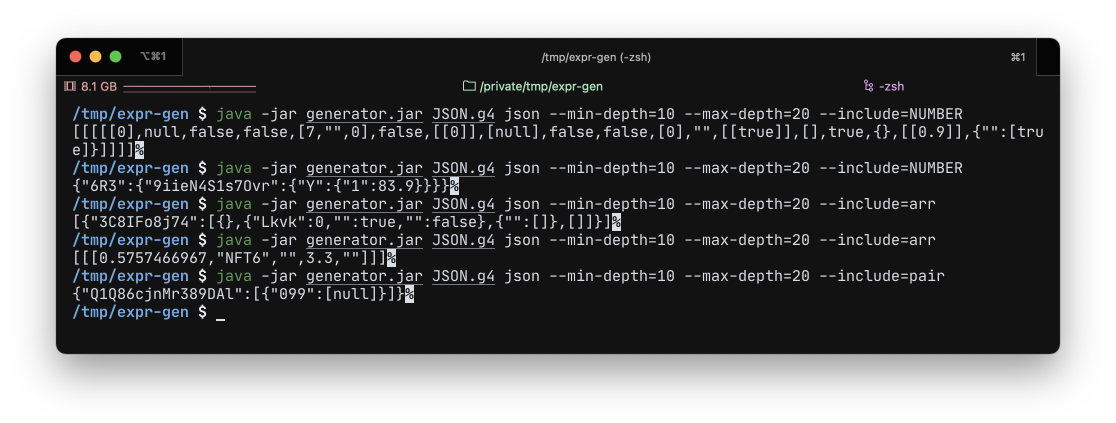 ⌥⌘1 /tmp/expr-gen (-zsh) ⌘1
8.1 GB /private/tmp/expr-gen -zsh
/tmp/expr-gen $ java -jar generator.jar JSON.g4 json --min-depth=10 --max-depth=20 --include=NUMBER
[[[[[0],null,false,false,[7,"",0],false,[[0]],[null],false,false,[0],"",[[true]],[],true,{},[[0.9]],{"":[tru
e]}]]]]%
/tmp/expr-gen $ java -jar generator.jar JSON.g4 json --min-depth=10 --max-depth=20 --include=NUMBER
{"6R3":{"9iieN4S1s7Ovr":{"Y":{"1":83.9}}}}%
/tmp/expr-gen $ java -jar generator.jar JSON.g4 json --min-depth=10 --max-depth=20 --include=arr
[{"3C8IFo8j74":[{},{"Lkvk":0,"":true,"":false},{"":[]},[]]}]%
/tmp/expr-gen $ java -jar generator.jar JSON.g4 json --min-depth=10 --max-depth=20 --include=arr
[[[0.5757466967,"NFT6","",3.3,""]]]%
/tmp/expr-gen $ java -jar generator.jar JSON.g4 json --min-depth=10 --max-depth=20 --include=pair
{"Q1Q86cjnMr389DAl":[{"099":[null]}]}%
/tmp/expr-gen $ _